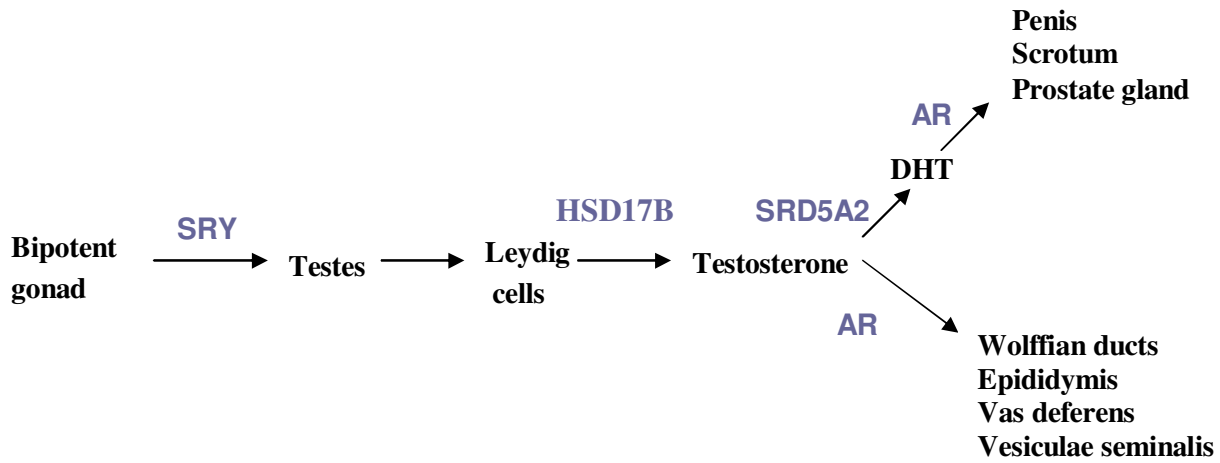 Penis
Scrotum
Prostate gland
AR
DHT
HSD17B
SRD5A2
SRY
Bipotent
gonad
Testes
Leydig
cells
Testosterone
AR
Wolffian ducts
Epididymis
Vas deferens
Vesiculae seminalis